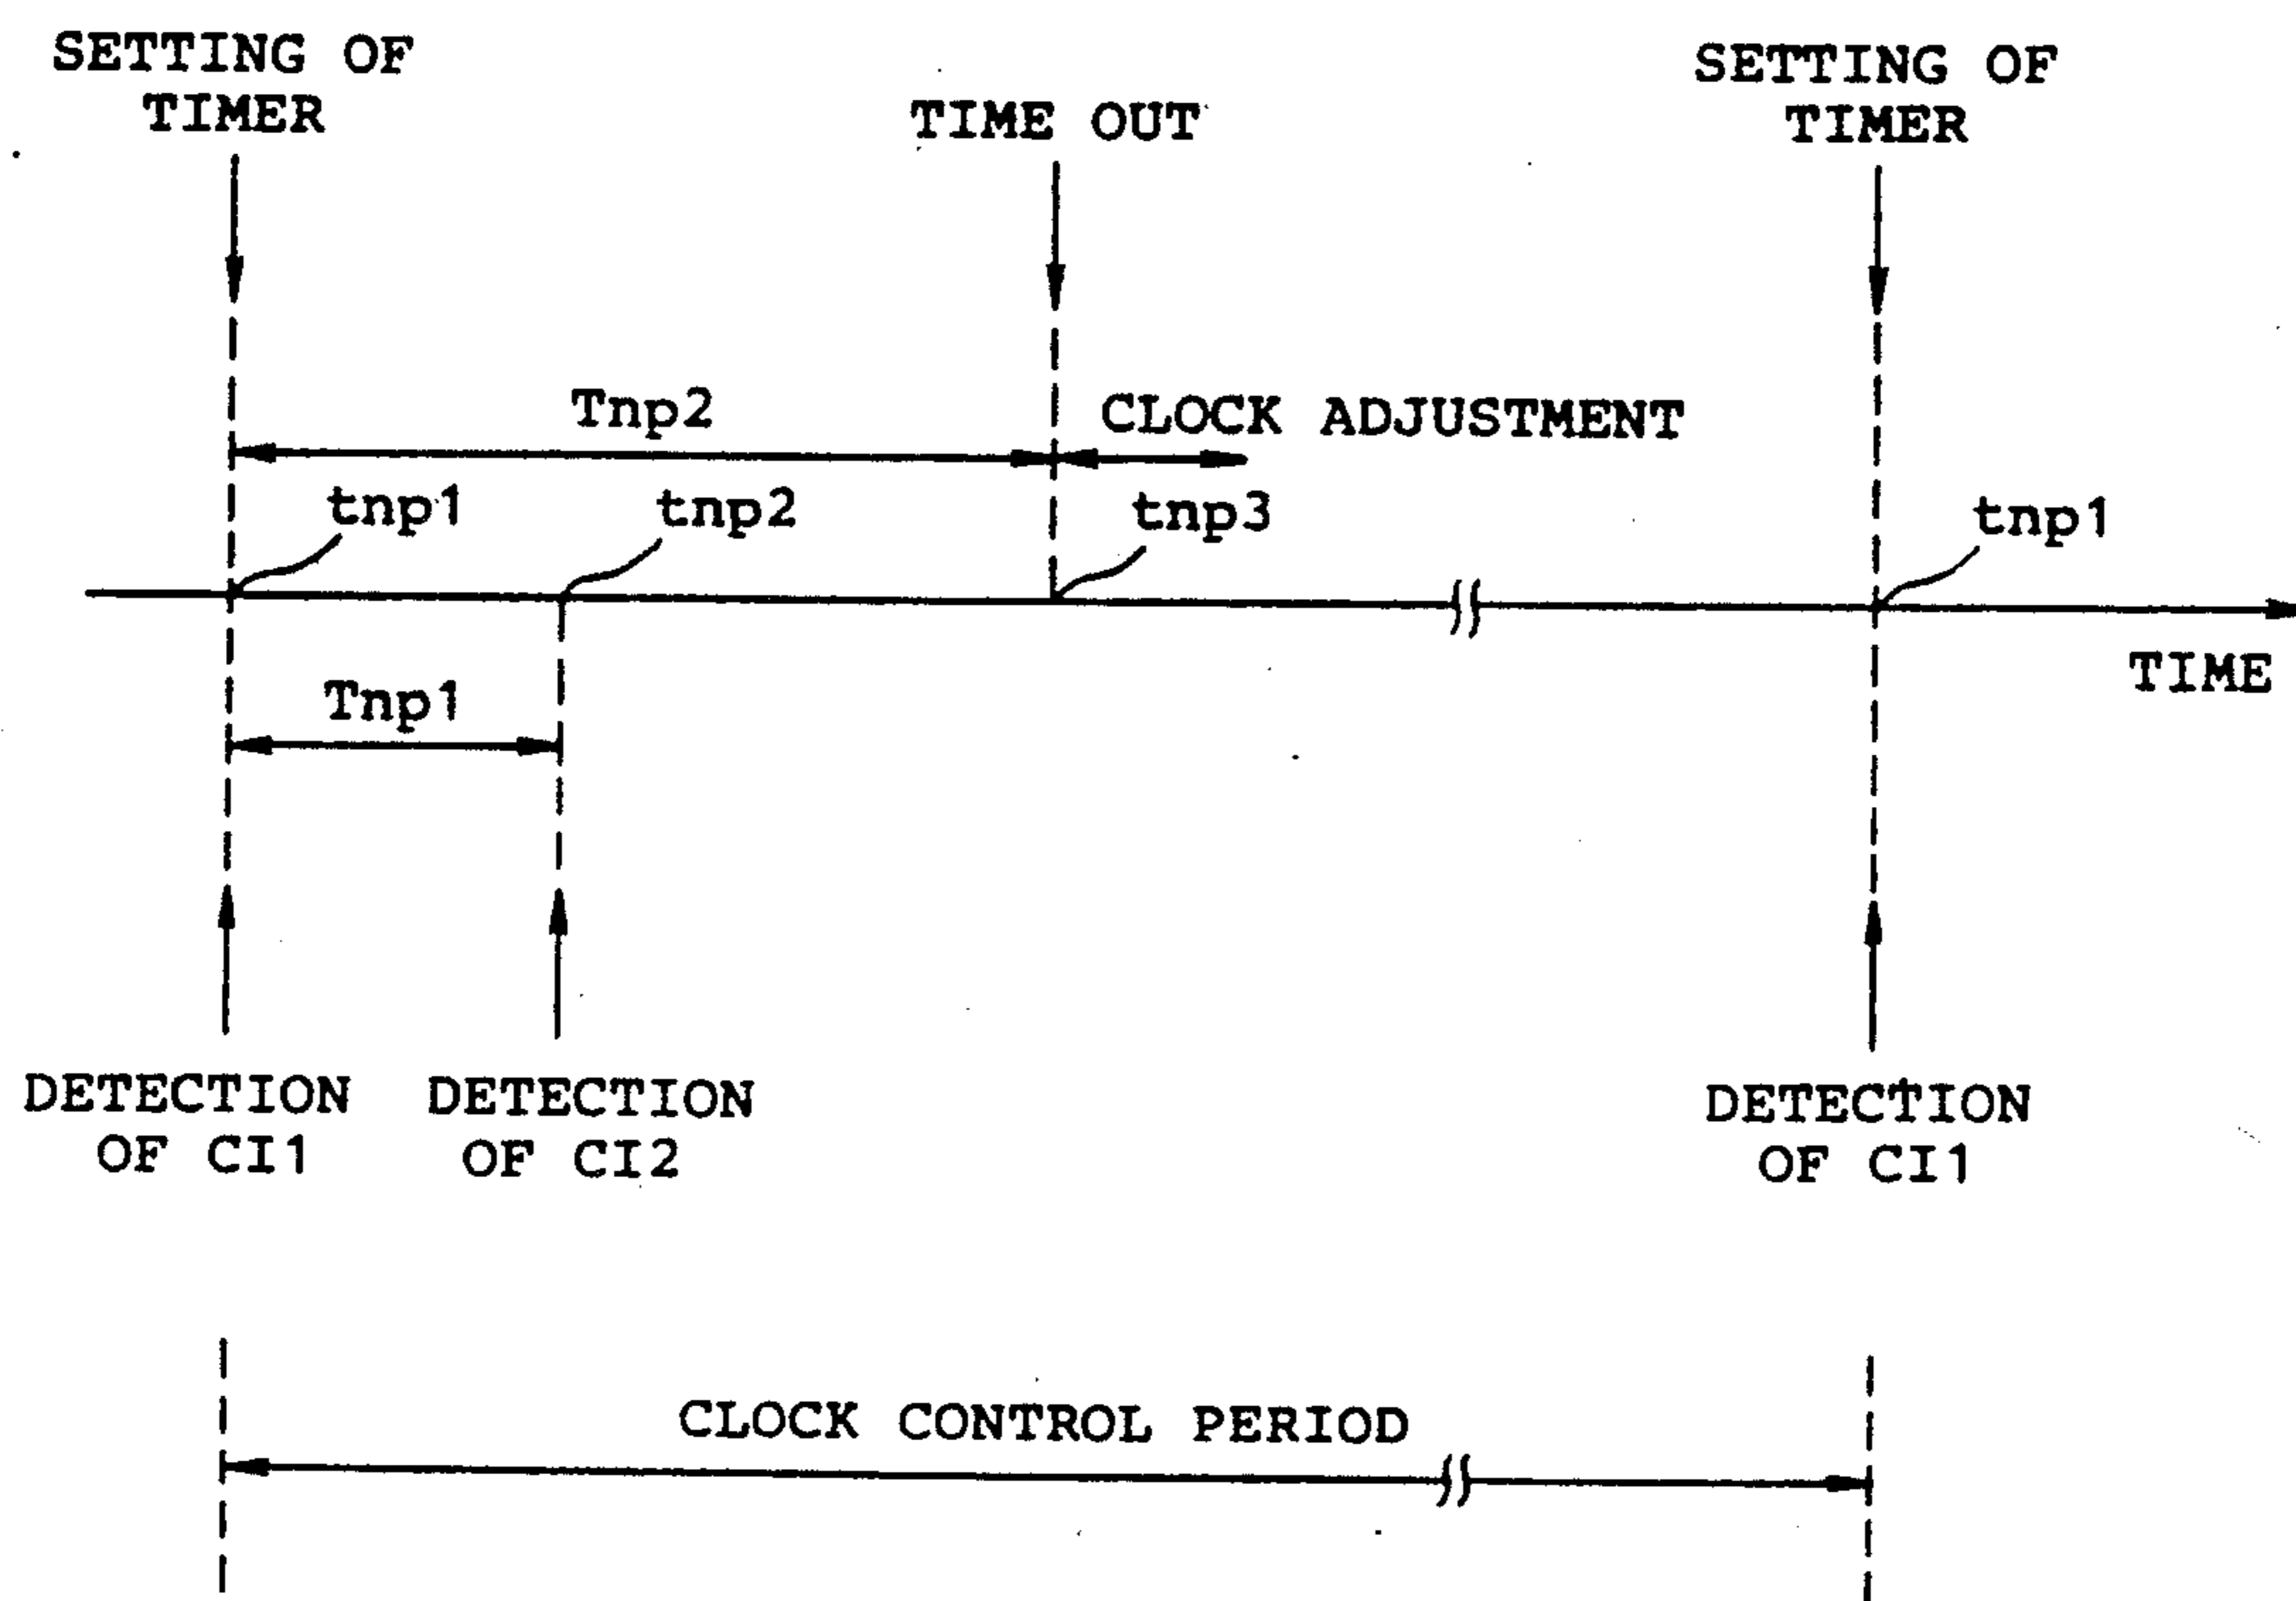 SETTING OF
TIMER
TIME OUT
SETTING OF
TIMER
Tnp2
CLOCK ADJUSTMENT
tnp1
tnp2
tnp3
tnp1
TIME
Tnp1
DETECTION
OF CI1
DETECTION
OF CI2
DETECTION
OF CI1
CLOCK CONTROL PERIOD